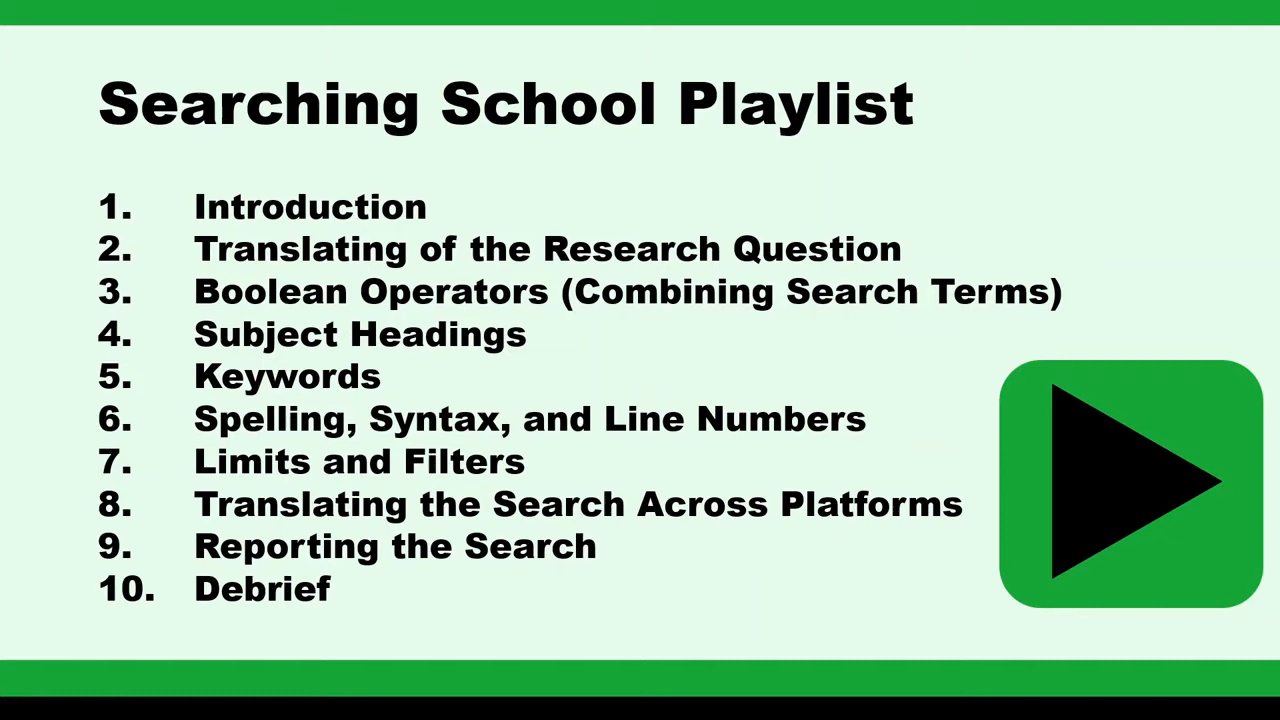 Searching School Playlist
1. Introduction
2. Translating of the Research Question
3. Boolean Operators (Combining Search Terms)
4. Subject Headings
5. Keywords
6. Spelling, Syntax, and Line Numbers
7. Limits and Filters
8. Translating the Search Across Platforms
9. Reporting the Search
10. Debrief